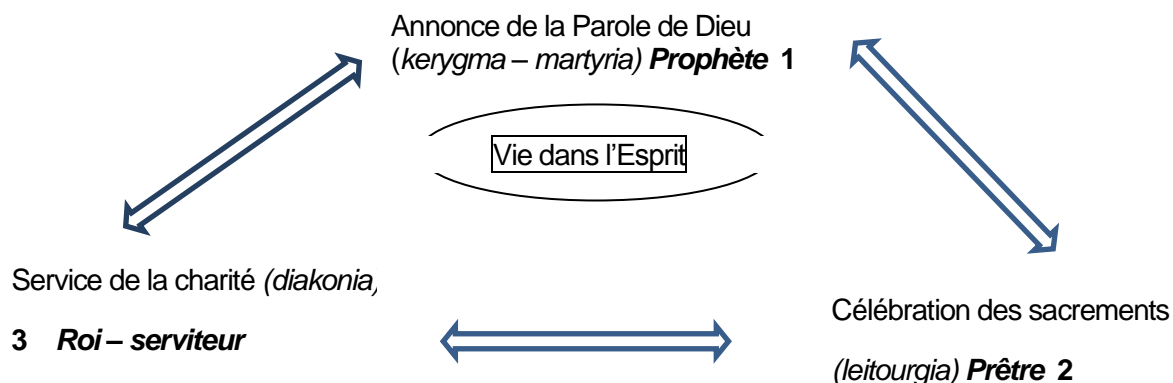 Annonce de la Parole de Dieu
(kerygma – martyria) Prophète 1
Vie dans l'Esprit
Service de la charité (diakonia)
3 Roi – serviteur
Célébration des sacrements
(leitourgia) Prêtre 2